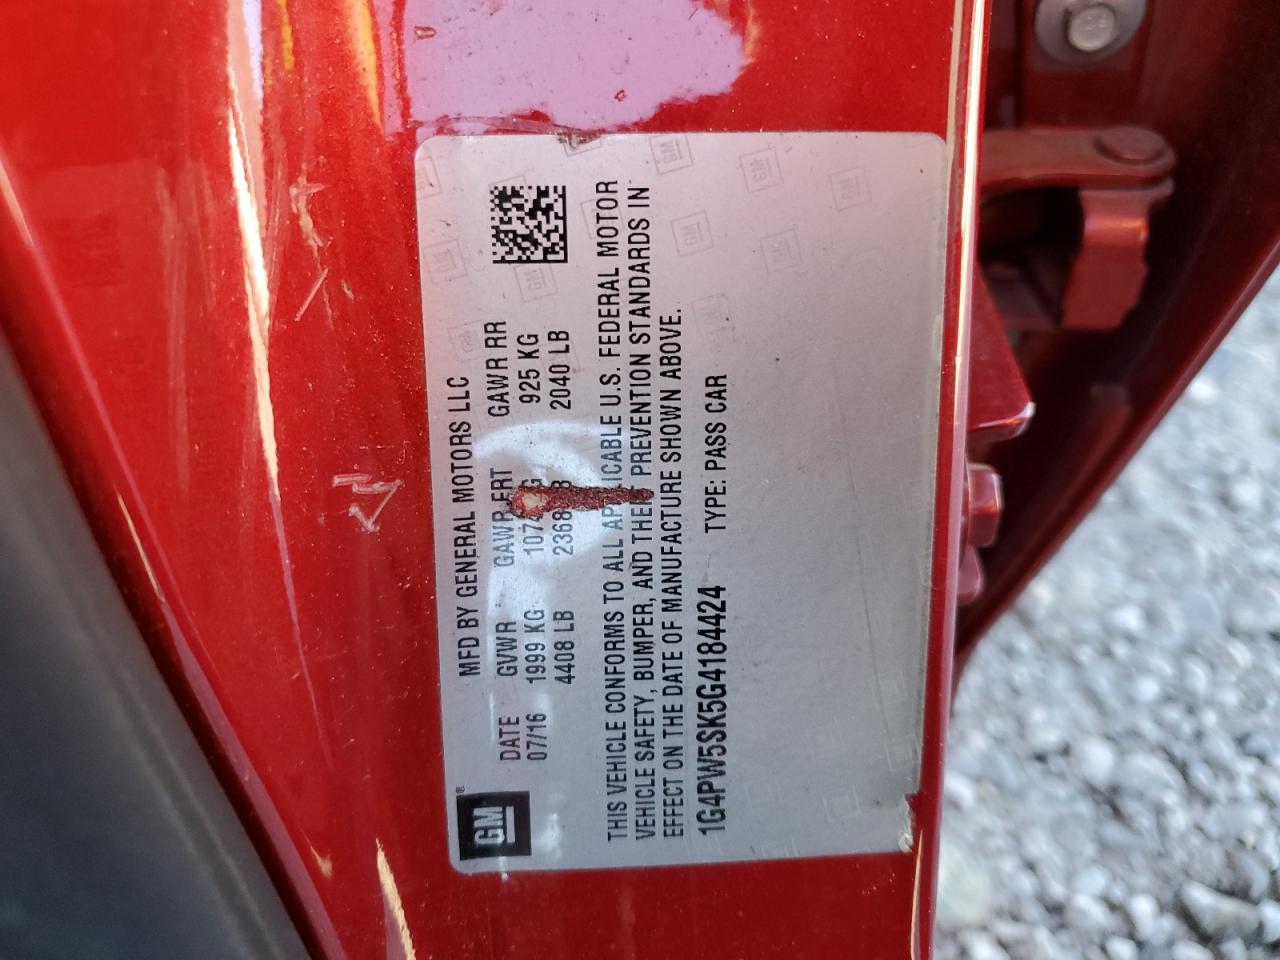 GM®
MFD BY GENERAL MOTORS LLC
DATE GVWR GAWR FRT GAWR RR
07/16 1999 KG 1074 925 KG
4408 LB 2368 2040 LB
THIS VEHICLE CONFORMS TO ALL U.S. FEDERAL MOTOR
VEHICLE SAFETY, BUMPER, AND PREVENTION STANDARDS IN
EFFECT ON THE DATE OF MANUFACTURE SHOWN ABOVE.
1G4PW5SK5G4184424 TYPE: PASS CAR